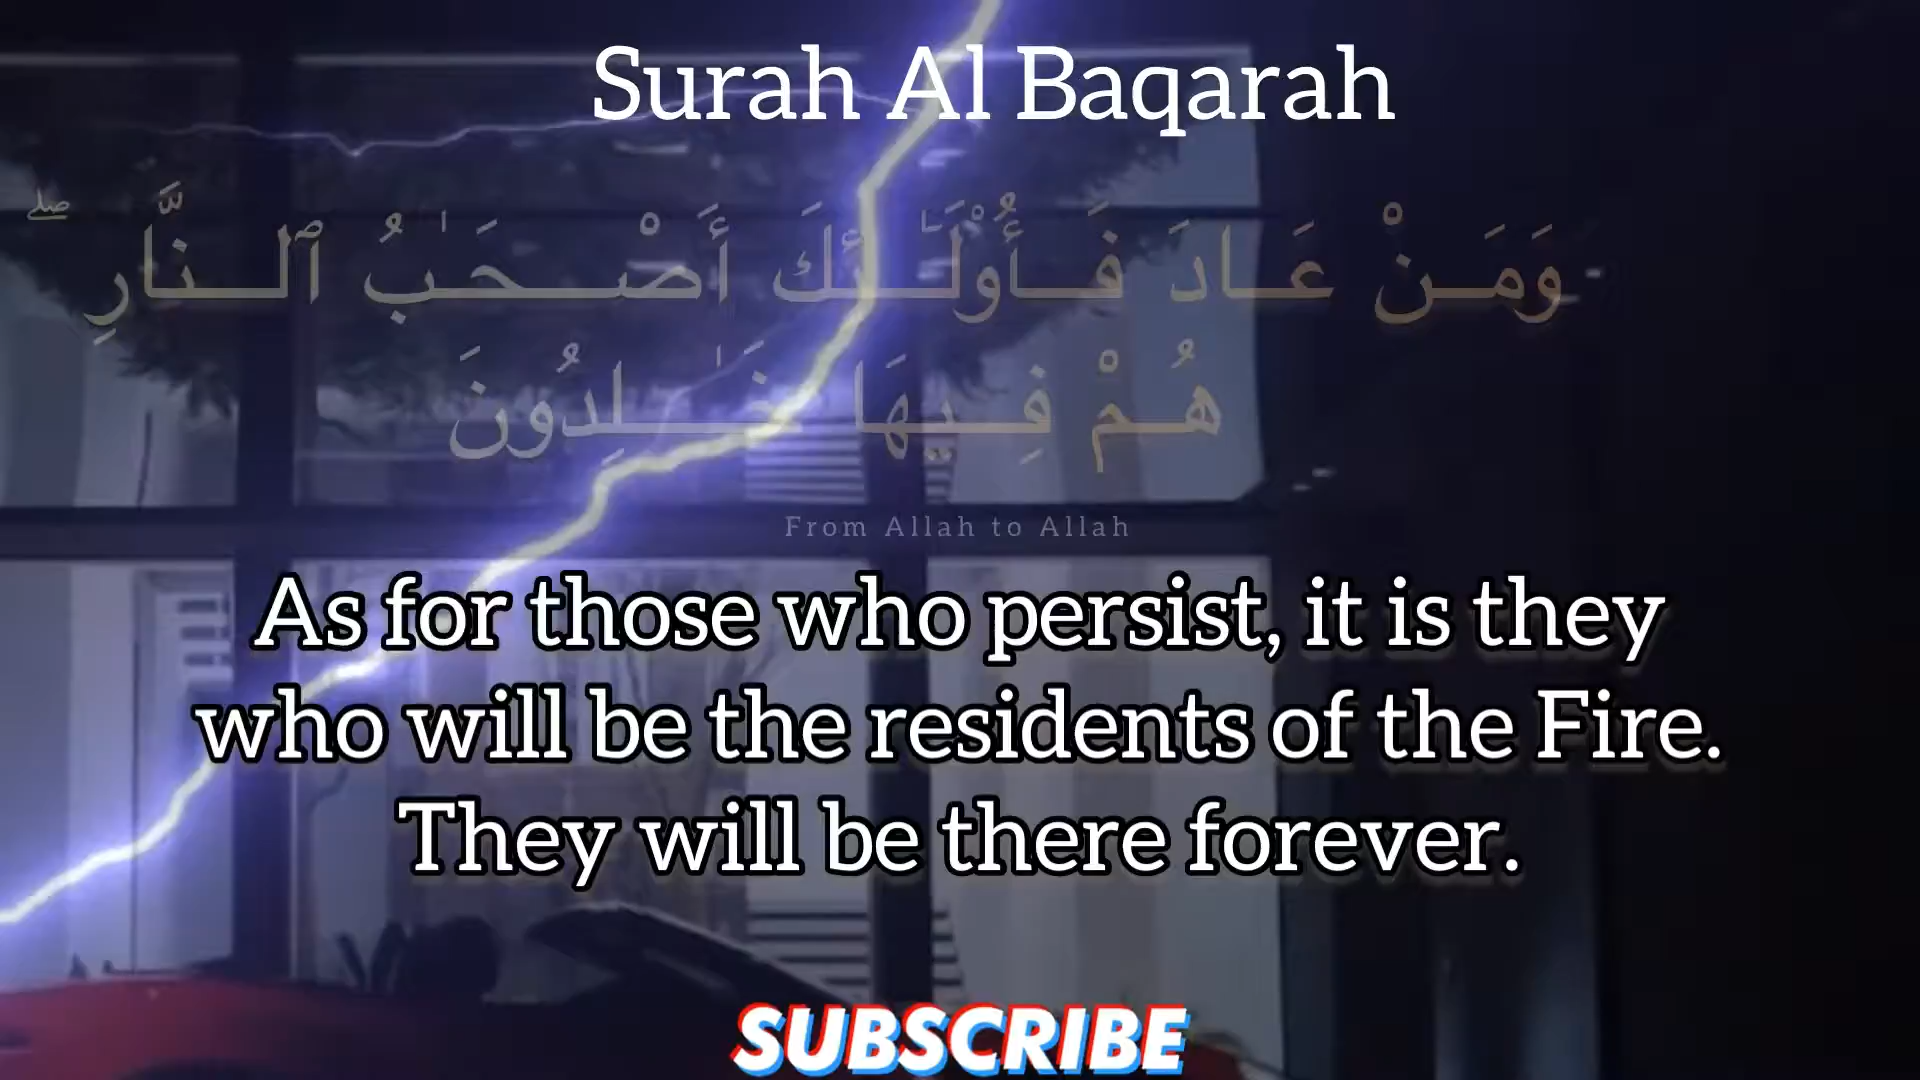 Surah Al Baqarah
وَمَنْ عَادَ فَأُو۟لَـٰٓئِكَ أَصْحَـٰبُ ٱلنَّارِ ۖ
هُمْ فِيهَا خَـٰلِدُونَ
From Allah to Allah
As for those who persist, it is they
who will be the residents of the Fire.
They will be there forever.
SUBSCRIBE